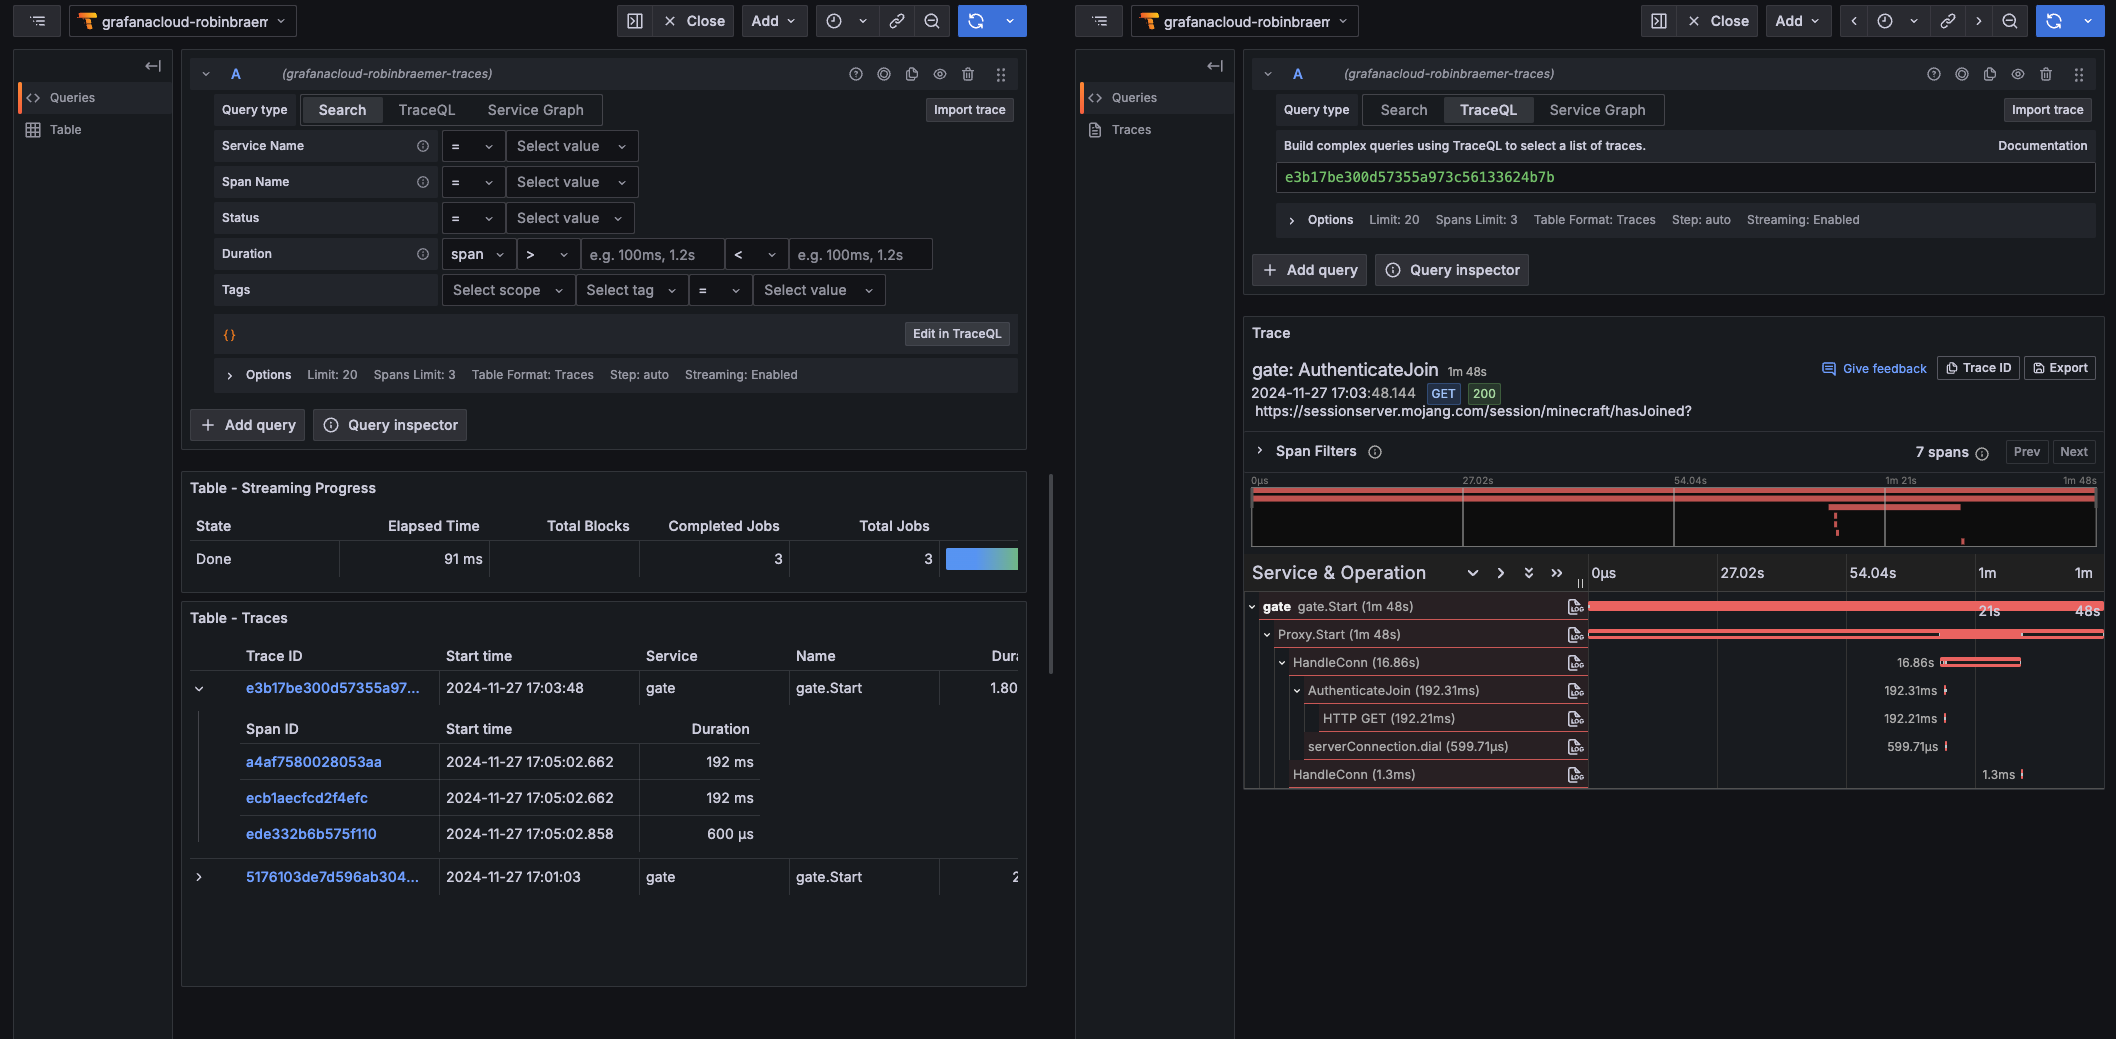 grafanacloud-robinbraemer
Close
Add
Queries
Table
A
(grafanacloud-robinbraemer-traces)
Query type
Search
TraceQL
Service Graph
Import trace
Service Name
=
Select value
Span Name
=
Select value
Status
=
Select value
Duration
span
>
e.g. 100ms, 1.2s
<
e.g. 100ms, 1.2s
Tags
Select scope
Select tag
=
Select value
{}
Edit in TraceQL
Options Limit: 20 Spans Limit: 3 Table Format: Traces Step: auto Streaming: Enabled
+ Add query
Query inspector
Table - Streaming Progress
State Elapsed Time Total Blocks Completed Jobs Total Jobs
Done 91 ms 3 3
Table - Traces
Trace ID Start time Service Name
e3b17be300d57355a97... 2024-11-27 17:03:48 gate gate.Start 1.80
Span ID Start time Duration
a4af7580028053aa 2024-11-27 17:05:02.662 192 ms
ecb1aecfcd2f4efc 2024-11-27 17:05:02.662 192 ms
ede332b6b575f110 2024-11-27 17:05:02.858 600 µs
5176103de7d596ab304... 2024-11-27 17:01:03 gate gate.Start 2
grafanacloud-robinbraemer
Close
Add
Queries
Traces
A
(grafanacloud-robinbraemer-traces)
Query type
Search
TraceQL
Service Graph
Import trace
Build complex queries using TraceQL to select a list of traces.
Documentation
e3b17be300d57355a973c56133624b7b
Options Limit: 20 Spans Limit: 3 Table Format: Traces Step: auto Streaming: Enabled
+ Add query
Query inspector
Trace
gate: AuthenticateJoin 1m 48s
Give feedback
Trace ID
Export
2024-11-27 17:03:48.144 GET 200
https://sessionserver.mojang.com/session/minecraft/hasJoined?
Span Filters
7 spans
Prev
Next
0µs 27.02s 54.04s 1m 21s 1m 48s
Service & Operation
0µs 27.02s 54.04s 1m 1m
21s 48s
gate gate.Start (1m 48s)
Proxy.Start (1m 48s)
HandleConn (16.86s) 16.86s
AuthenticateJoin (192.31ms) 192.31ms
HTTP GET (192.21ms) 192.21ms
serverConnection.dial (599.71µs) 599.71µs
HandleConn (1.3ms) 1.3ms